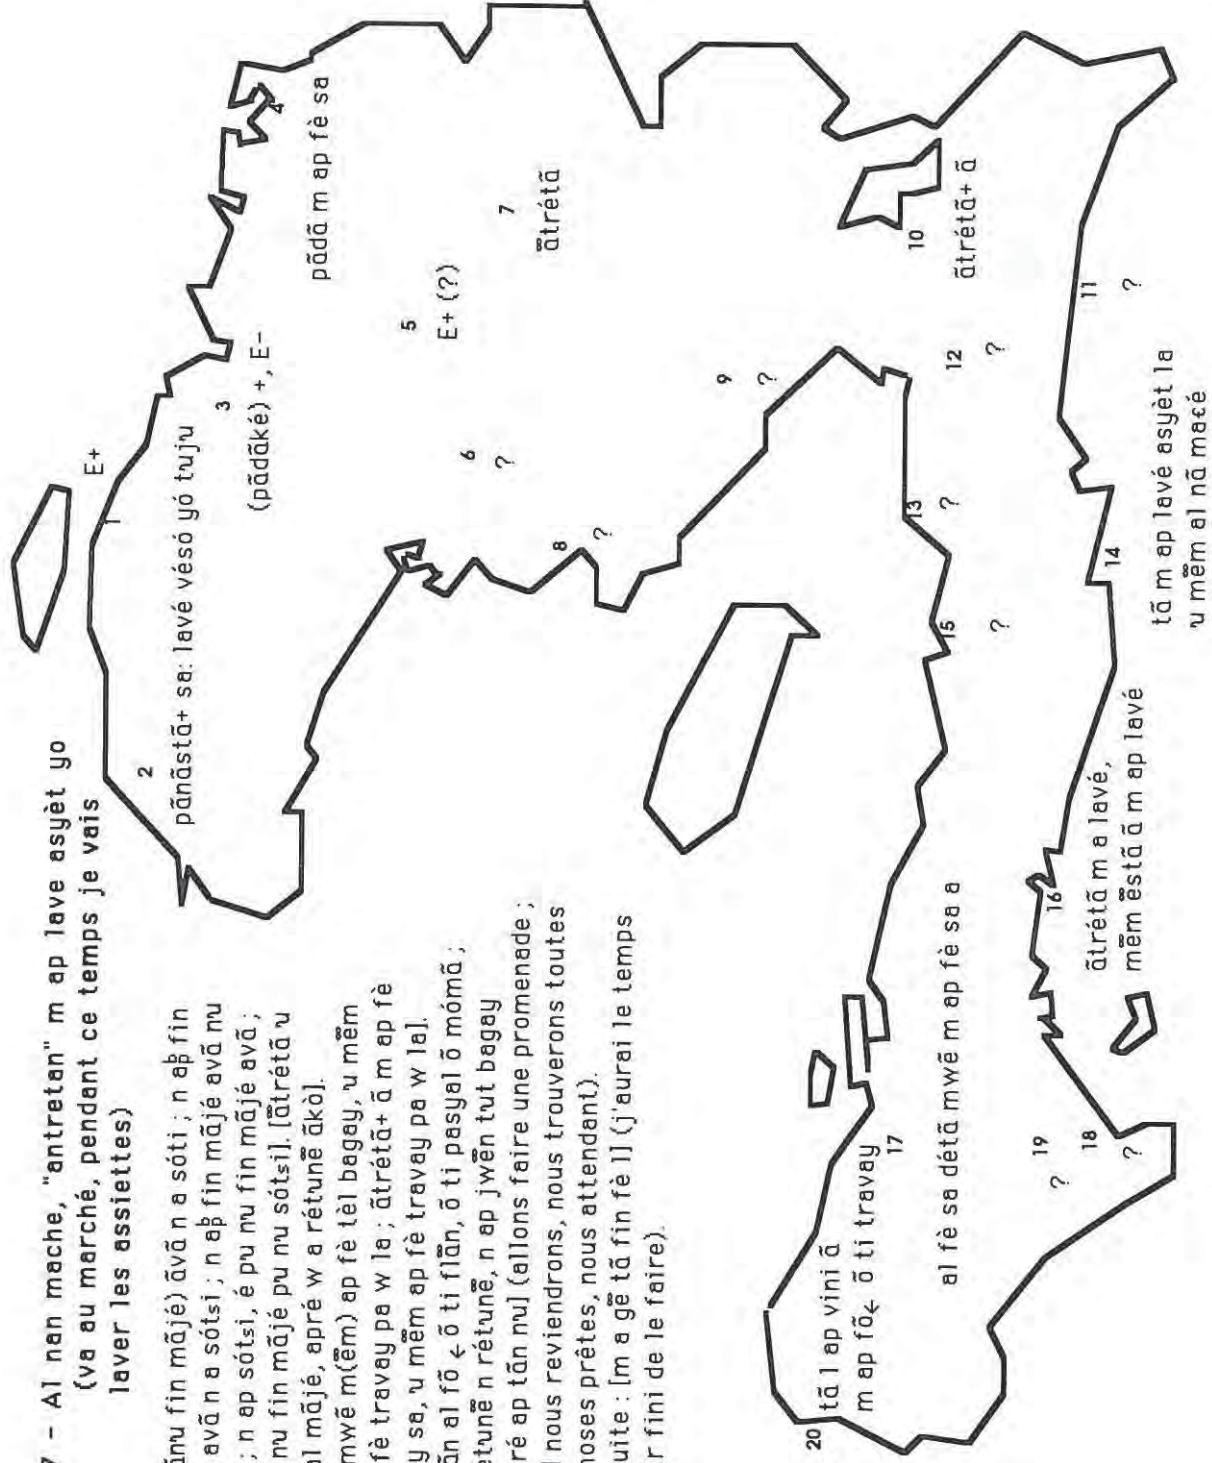 7 - Al nan mache, "antretan" m ap lave asyèt yo
(va au marché, pendant ce temps je vais
laver les assiettes)
nu fin mãjé) ãvã n a sóti ; n ap fin
avã n a sótsi ; n ap fin mãjé avã nu
; n ap sótsi, é pu nu fin mãjé avã ;
nu fin mãjé pu nu sótsi]. [ãtrétã u
al mãjé, apré w a rétunẽ ãkò].
mwẽ m(ẽm) ap fè tèl bagay, u mẽm
fè travay pa w la ; ãtrétã+ ã m ap fè
y sa, u mẽm ap fè travay pa w la].
ãn al fõ ɛ õ ti flãn, õ ti pasyal õ mómã ;
etunẽ n rétunẽ, n ap jwẽn tut bagay
ré ap tãn nu] (allons faire une promenade ;
nous reviendrons, nous trouverons toutes
hoses prêtes, nous attendant).
uite : [m a gẽ tã fin fè l] (j'aurai le temps
r fini de le faire).
E+
1
2
pãnãstã+ sa: lavé vésó yó tuju
3
(pãdãké) +, E-
4
pãdã m ap fè sa
5
E+ (?)
6
?
7
ãtrétã
8
?
9
?
10
ãtrétã+ ã
11
?
12
?
13
?
14
tã m ap lavé asyèt la
u mẽm al nã maɛé
15
?
16
ãtrétã m a lavé,
mẽm ẽstã ã m ap lavé
17
al fè sa détã mwẽ m ap fè sa a
18
?
19
?
20
tã l ap vini ã
m ap fõɛ õ ti travay